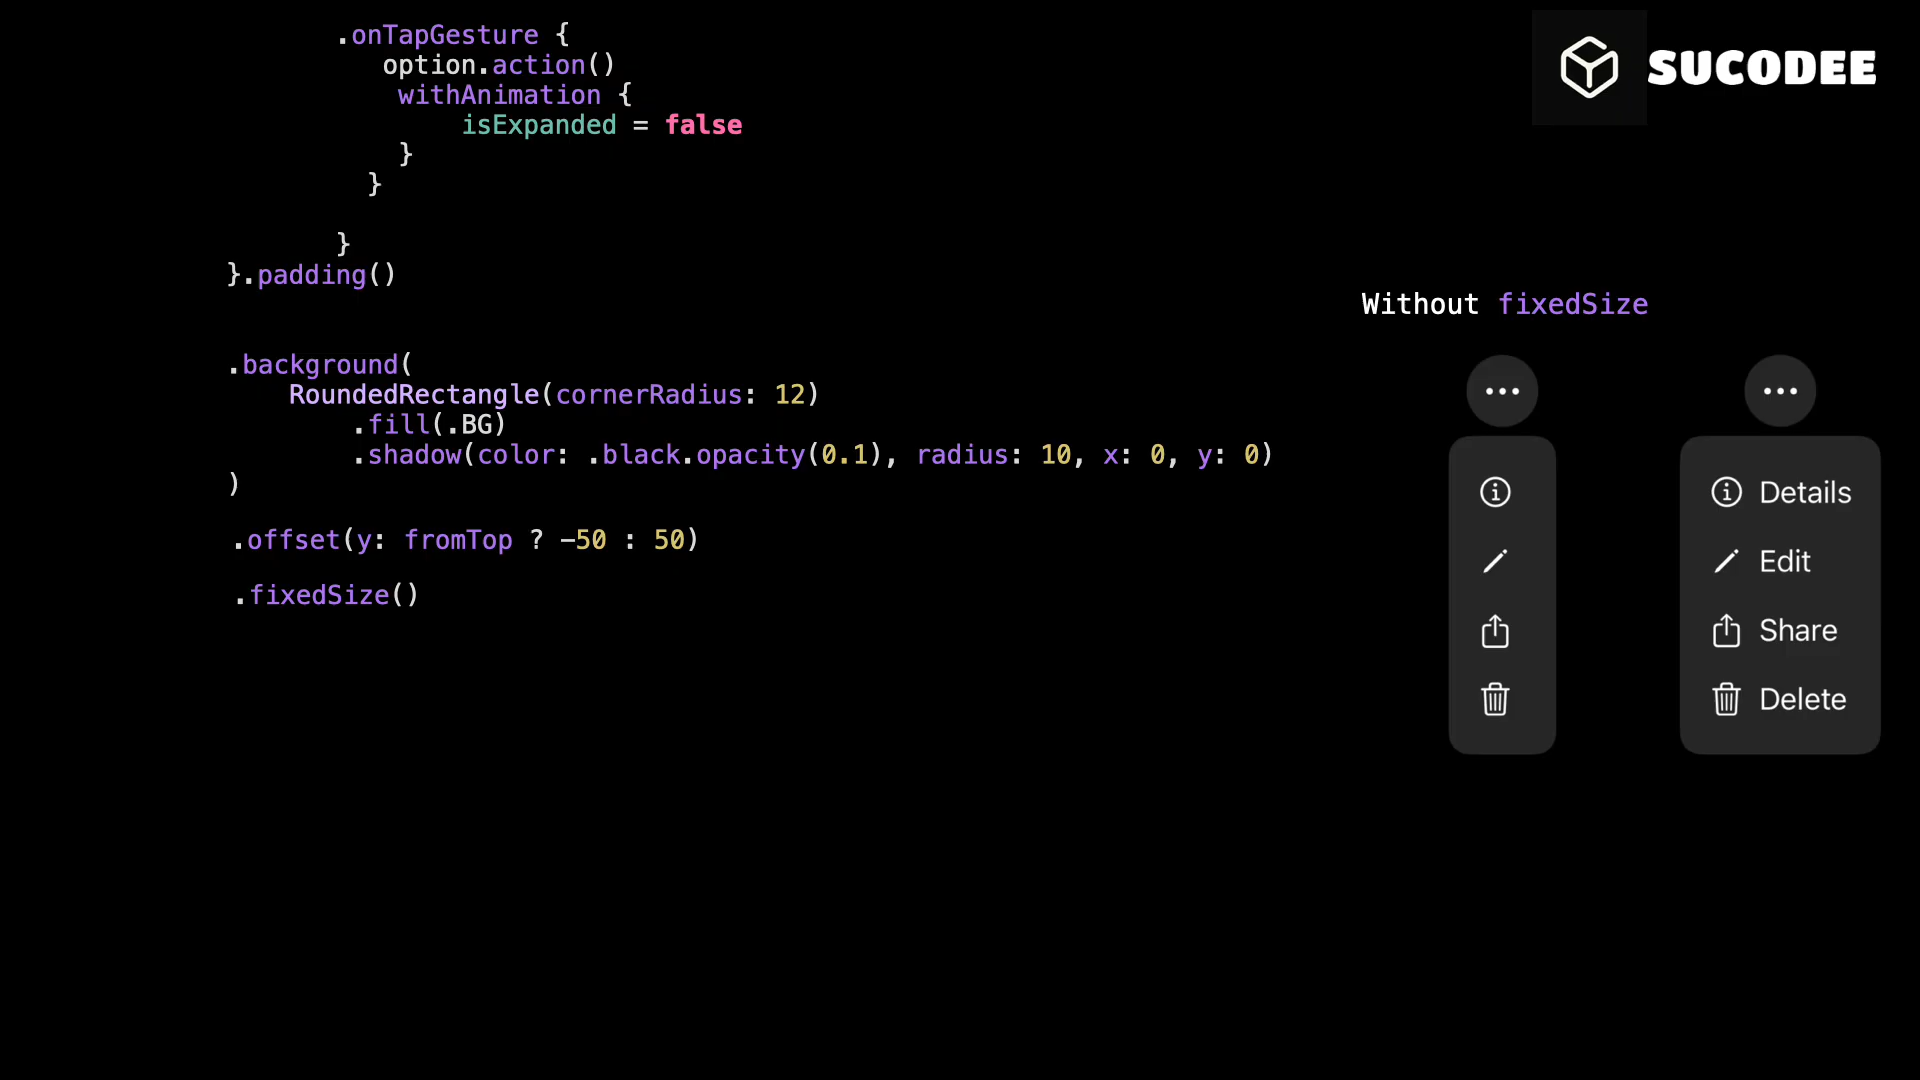 .onTapGesture {
option.action()
withAnimation {
isExpanded = false
}
}
}
}.padding()
.background(
RoundedRectangle(cornerRadius: 12)
.fill(.BG)
.shadow(color: .black.opacity(0.1), radius: 10, x: 0, y: 0)
)
.offset(y: fromTop ? -50 : 50)
.fixedSize()
SUCODEE
Without fixedSize
Details
Edit
Share
Delete